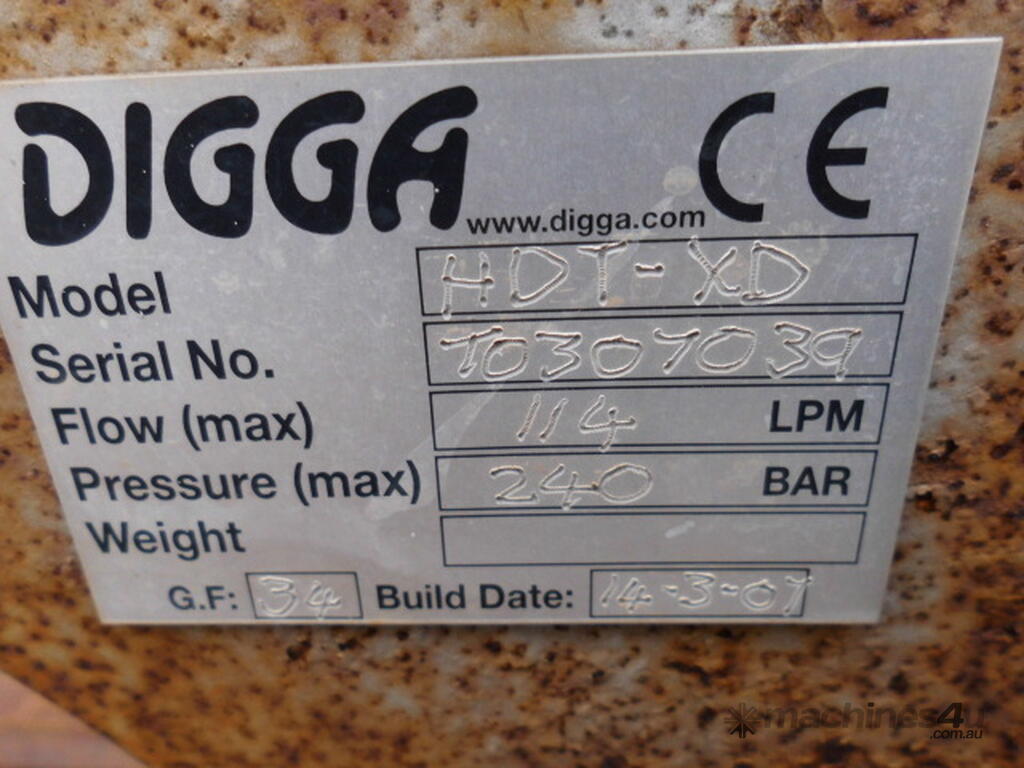 DIGGA CE
www.digga.com
Model HDT-XD
Serial No. T0307039
Flow (max) 114 LPM
Pressure (max) 240 BAR
Weight
G.F: 34 Build Date: 14-3-07
machines4u
.com.au